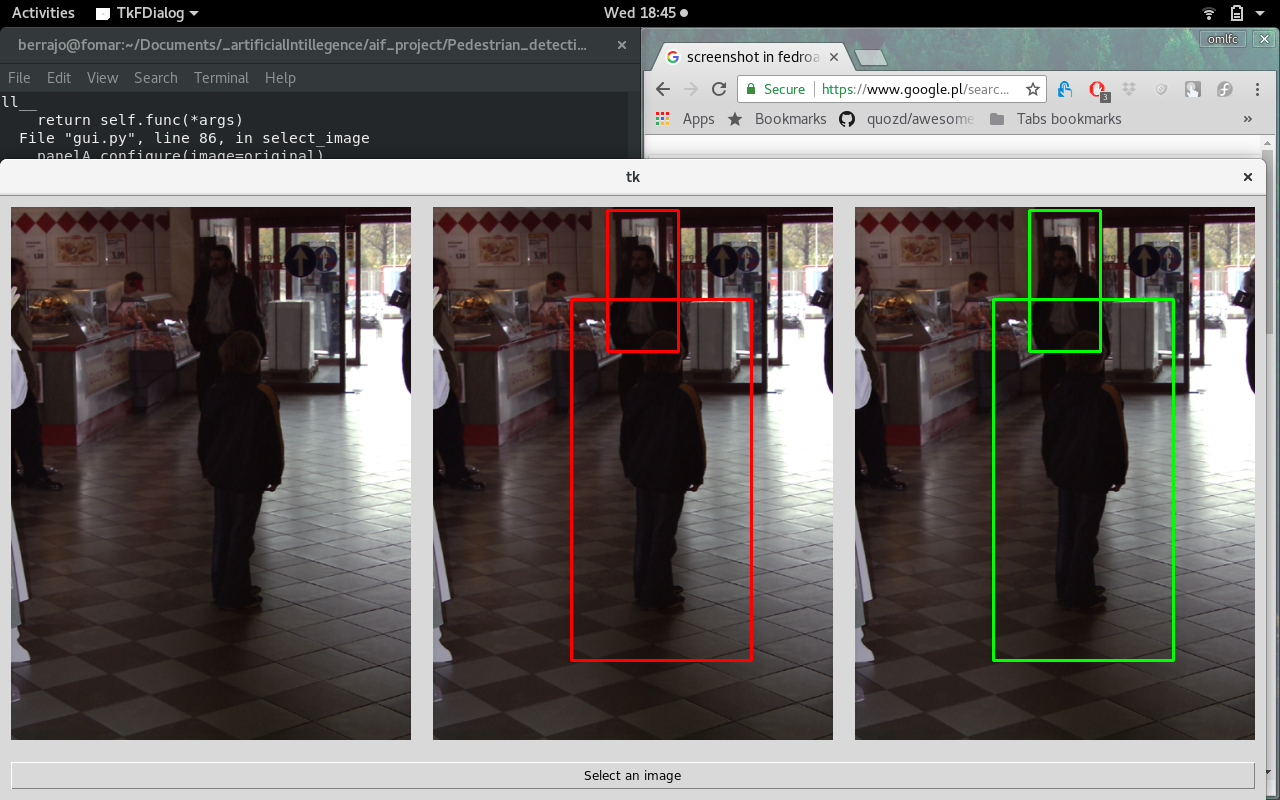 Activities
TkFDialog
Wed 18:45
berrajo@fomar:~/Documents/_artificialIntillegence/aif_project/Pedestrian_detecti...
File Edit View Search Terminal Help
ll__
return self.func(*args)
File "gui.py", line 86, in select_image
panelA.configure(image=original)
omlfc
screenshot in fedroa
Secure
https://www.google.pl/searc...
3
Apps
Bookmarks
quozd/awesome
Tabs bookmarks
»
tk
Select an image